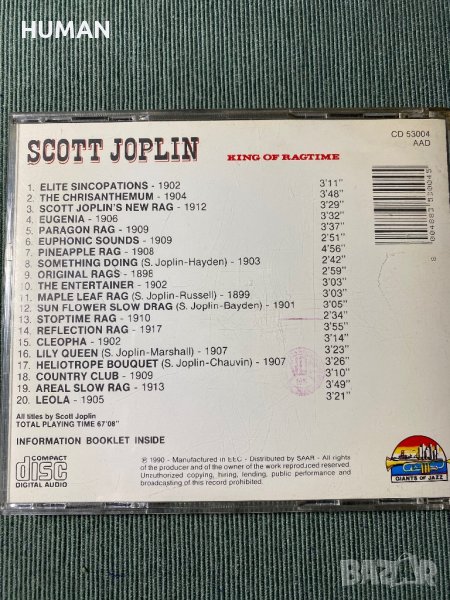 HUMAN
SCOTT JOPLIN KING OF RAGTIME
CD 53004
AAD
1. ELITE SINCOPATIONS - 1902 3'11"
2. THE CHRISANTHEMUM - 1904 3'48"
3. SCOTT JOPLIN'S NEW RAG - 1912 3'29"
4. EUGENIA - 1906 3'32"
5. PARAGON RAG - 1909 3'37"
6. EUPHONIC SOUNDS - 1909 2'51"
7. PINEAPPLE RAG - 1908 4'56"
8. SOMETHING DOING (S. Joplin-Hayden) - 1903 2'42"
9. ORIGINAL RAGS - 1898 2'59"
10. THE ENTERTAINER - 1902 3'03"
11. MAPLE LEAF RAG (S. Joplin-Russell) - 1899 3'03"
12. SUN FLOWER SLOW DRAG (S. Joplin-Bayden) - 1901 3'05"
13. STOPTIME RAG - 1910 2'34"
14. REFLECTION RAG - 1917 3'55"
15. CLEOPHA - 1902 3'14"
16. LILY QUEEN (S. Joplin-Marshall) - 1907 3'23"
17. HELIOTROPE BOUQUET (S. Joplin-Chauvin) - 1907 3'26"
18. COUNTRY CLUB - 1909 3'10"
19. AREAL SLOW RAG - 1913 3'49"
20. LEOLA - 1905 3'21"
All titles by Scott Joplin
TOTAL PLAYING TIME 67'08"
INFORMATION BOOKLET INSIDE
COMPACT
disc
DIGITAL AUDIO
℗ 1990 - Manufactured in EEC - Distributed by SAAR - All rights
of the producer and of the owner of the work reproduced reserved.
Unauthorized copying, hiring, lending, public performance and
broadcasting of this record prohibited.
GIANTS OF JAZZ
BAZAR
bg